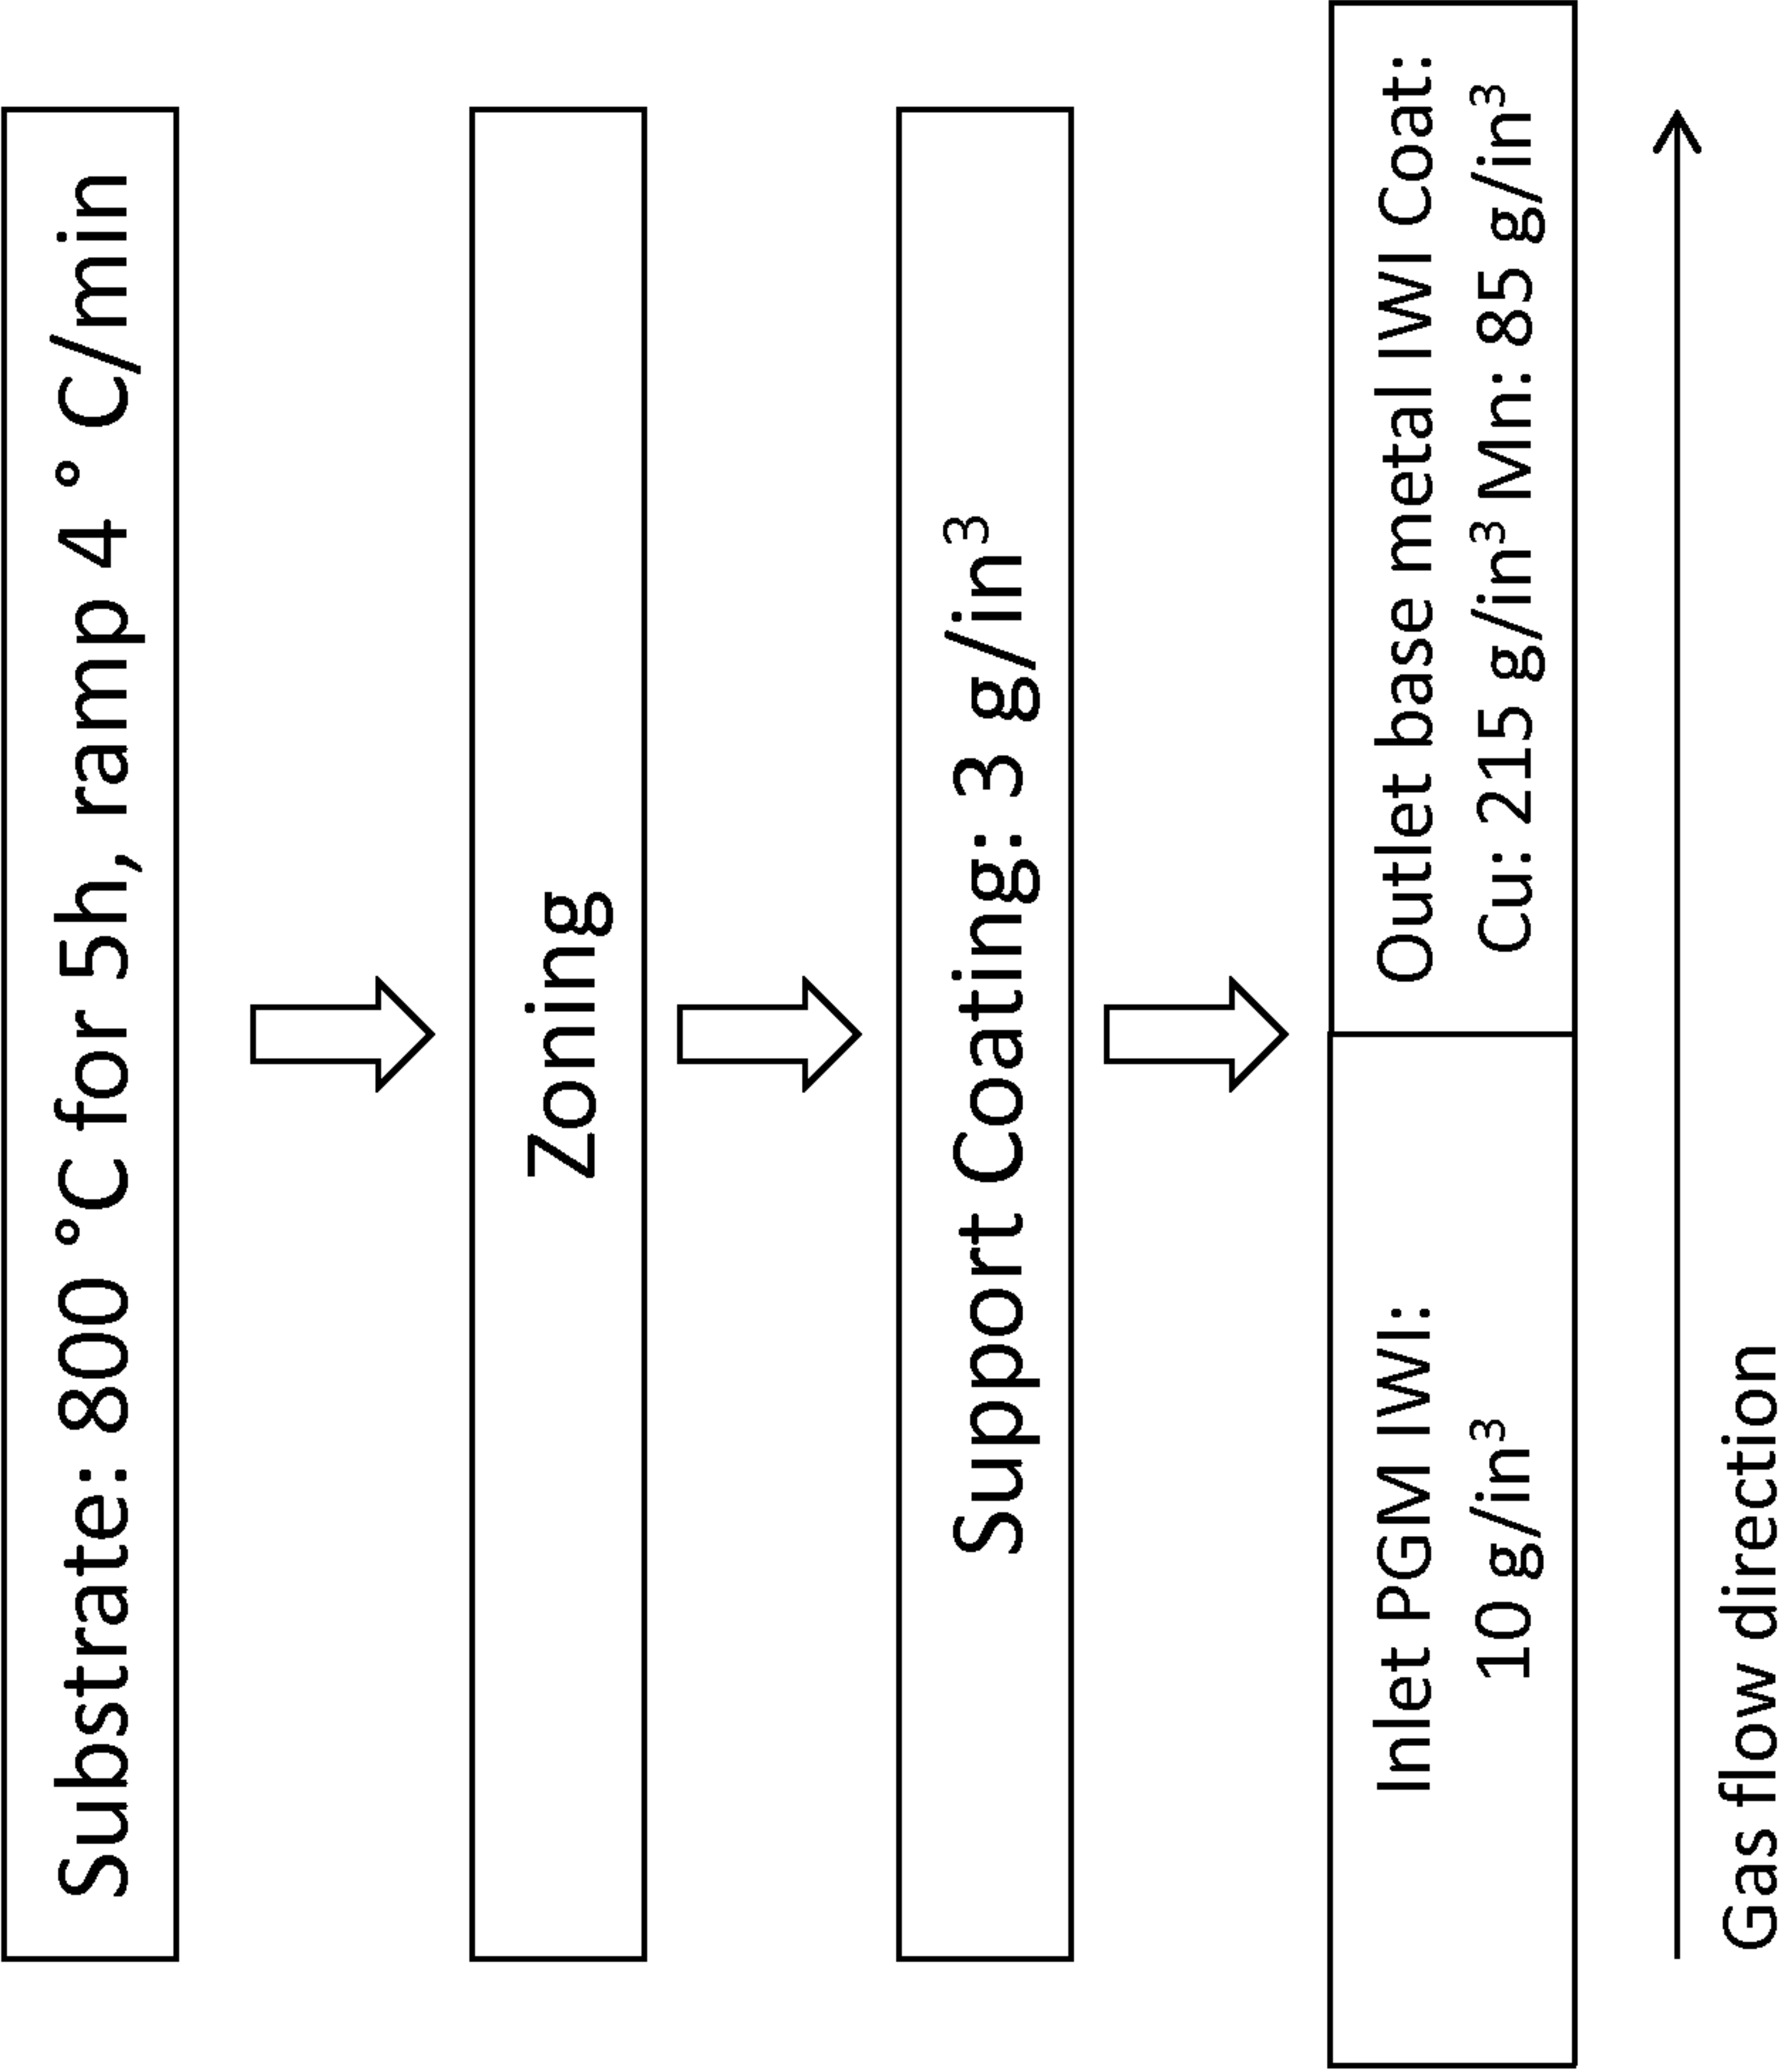 Substrate: 800 °C for 5h, ramp 4 ° C/min
Zoning
Support Coating: 3 g/in³
Inlet PGM IWI:
10 g/in³
Outlet base metal IWI Coat:
Cu: 215 g/in³ Mn: 85 g/in³
Gas flow direction